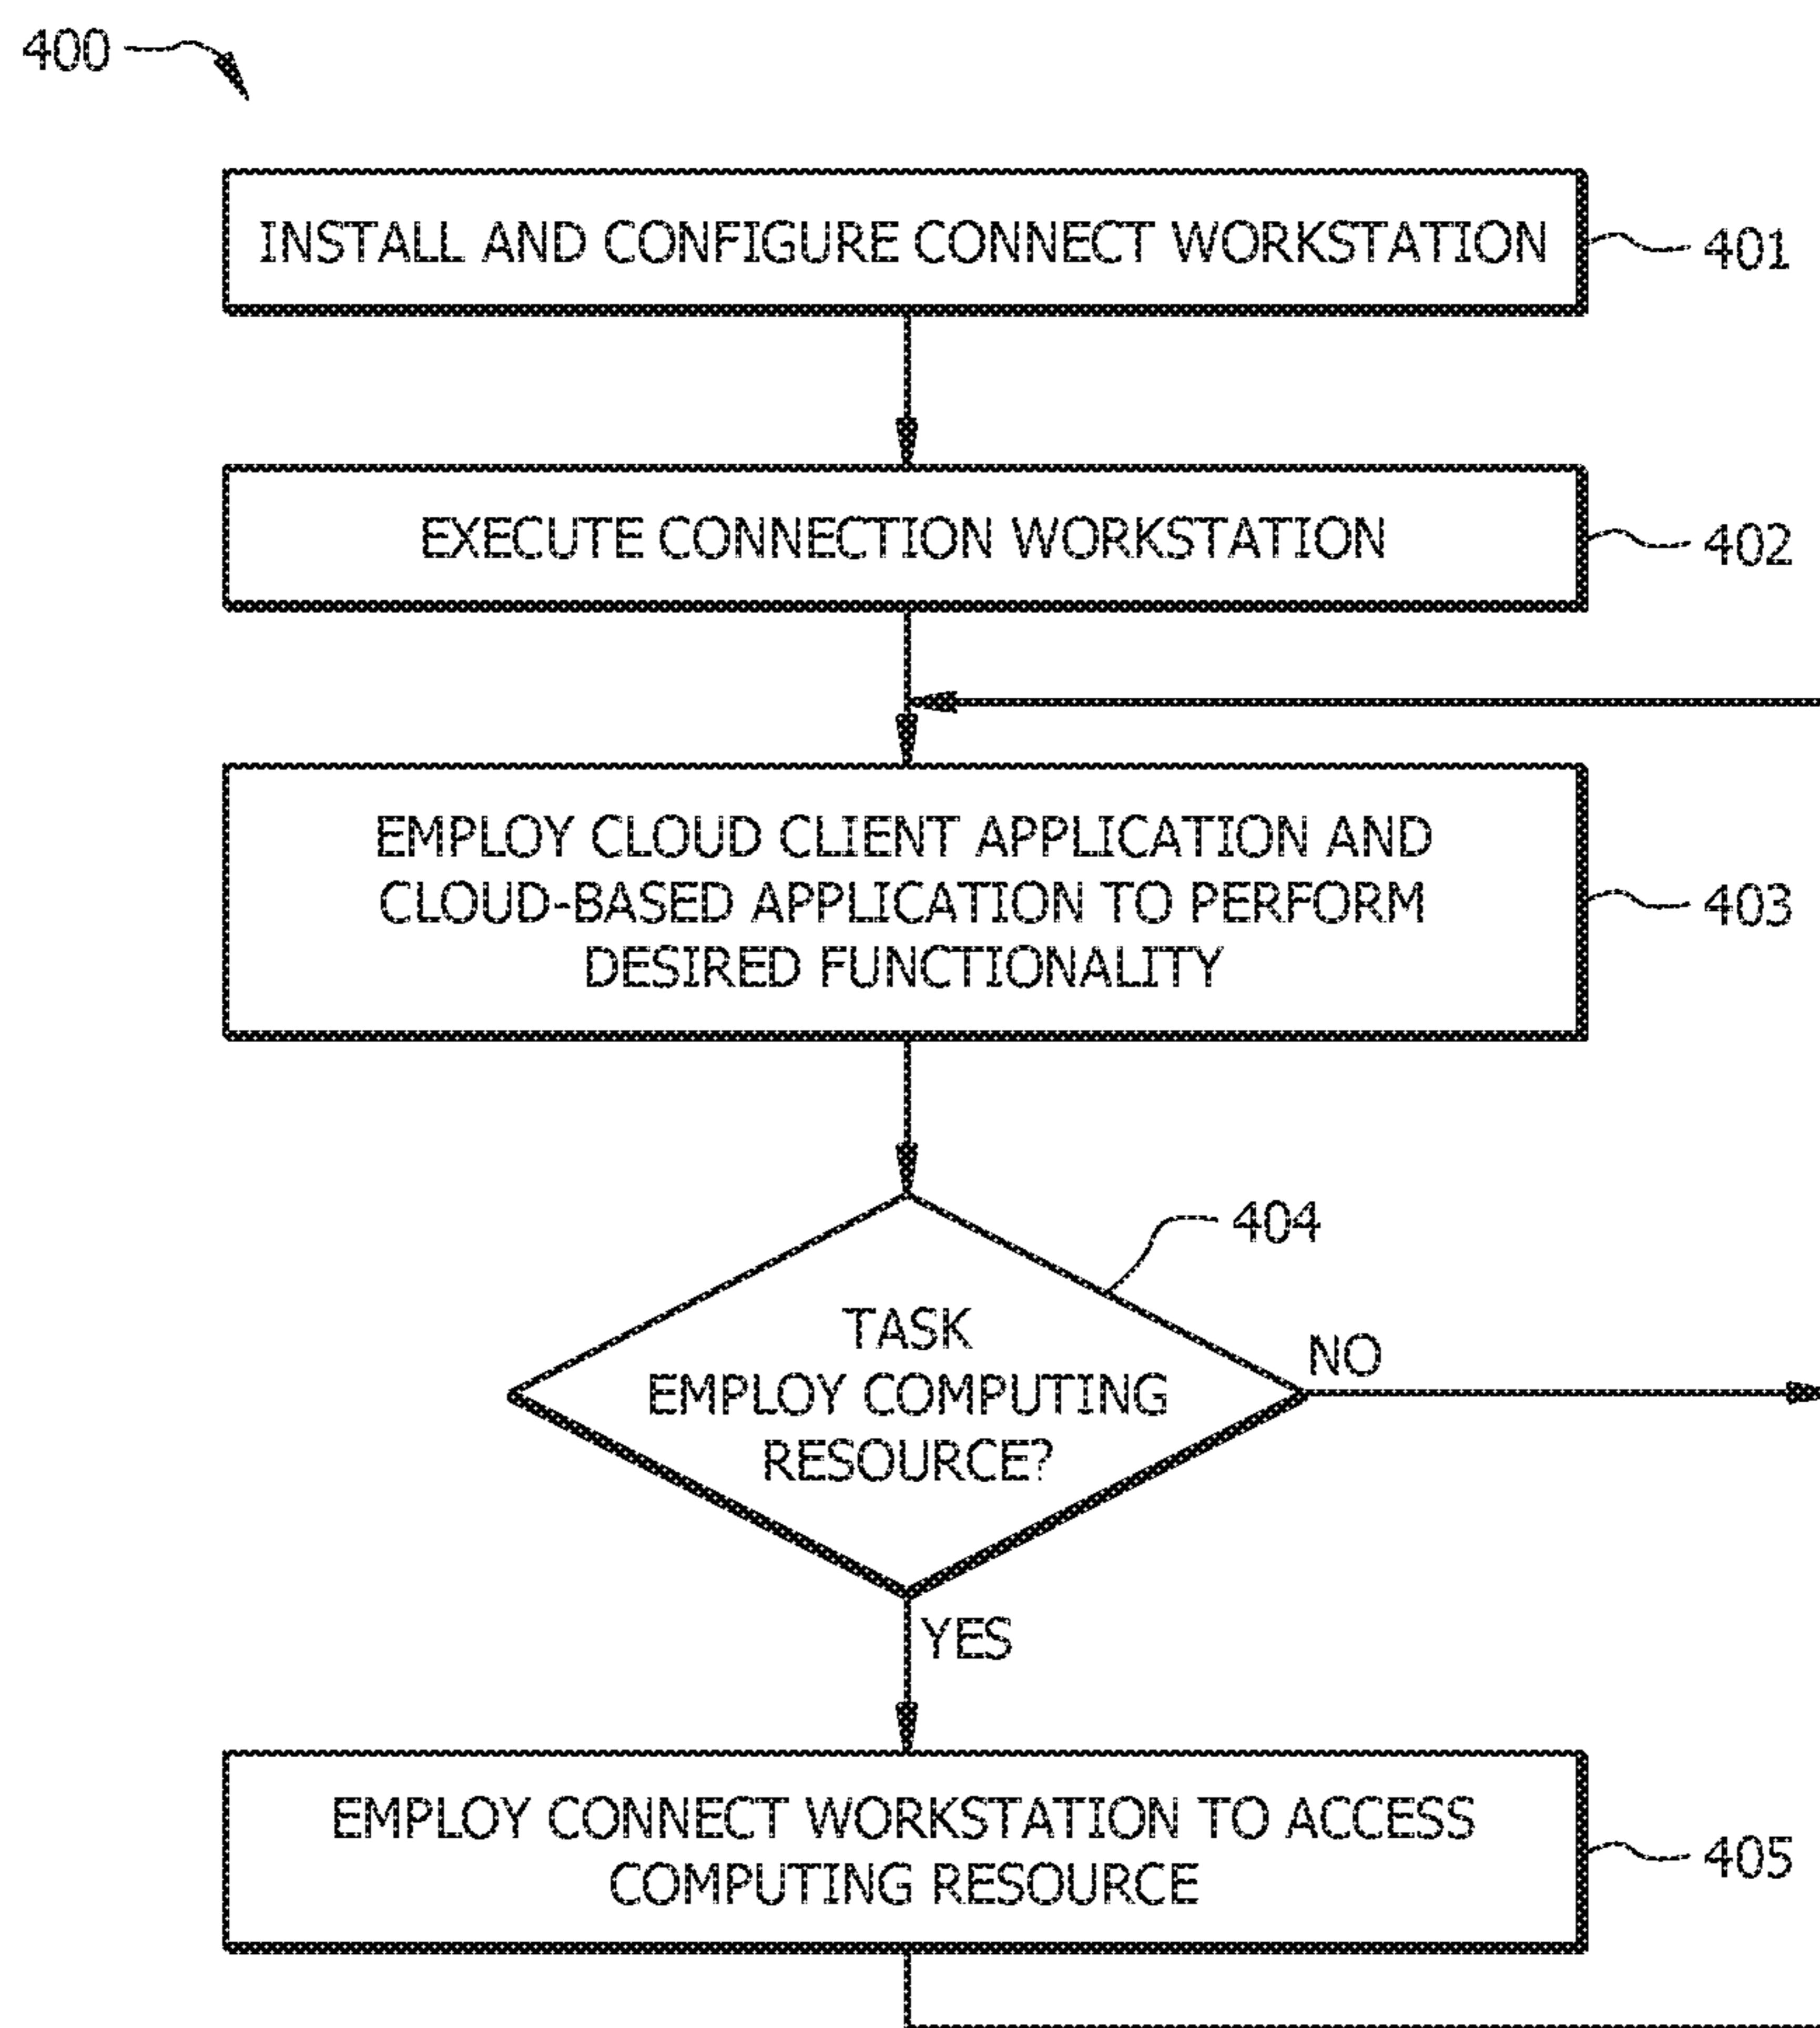 400
INSTALL AND CONFIGURE CONNECT WORKSTATION
401
EXECUTE CONNECTION WORKSTATION
402
EMPLOY CLOUD CLIENT APPLICATION AND
CLOUD-BASED APPLICATION TO PERFORM
DESIRED FUNCTIONALITY
403
404
TASK
EMPLOY COMPUTING
RESOURCE?
NO
YES
EMPLOY CONNECT WORKSTATION TO ACCESS
COMPUTING RESOURCE
405